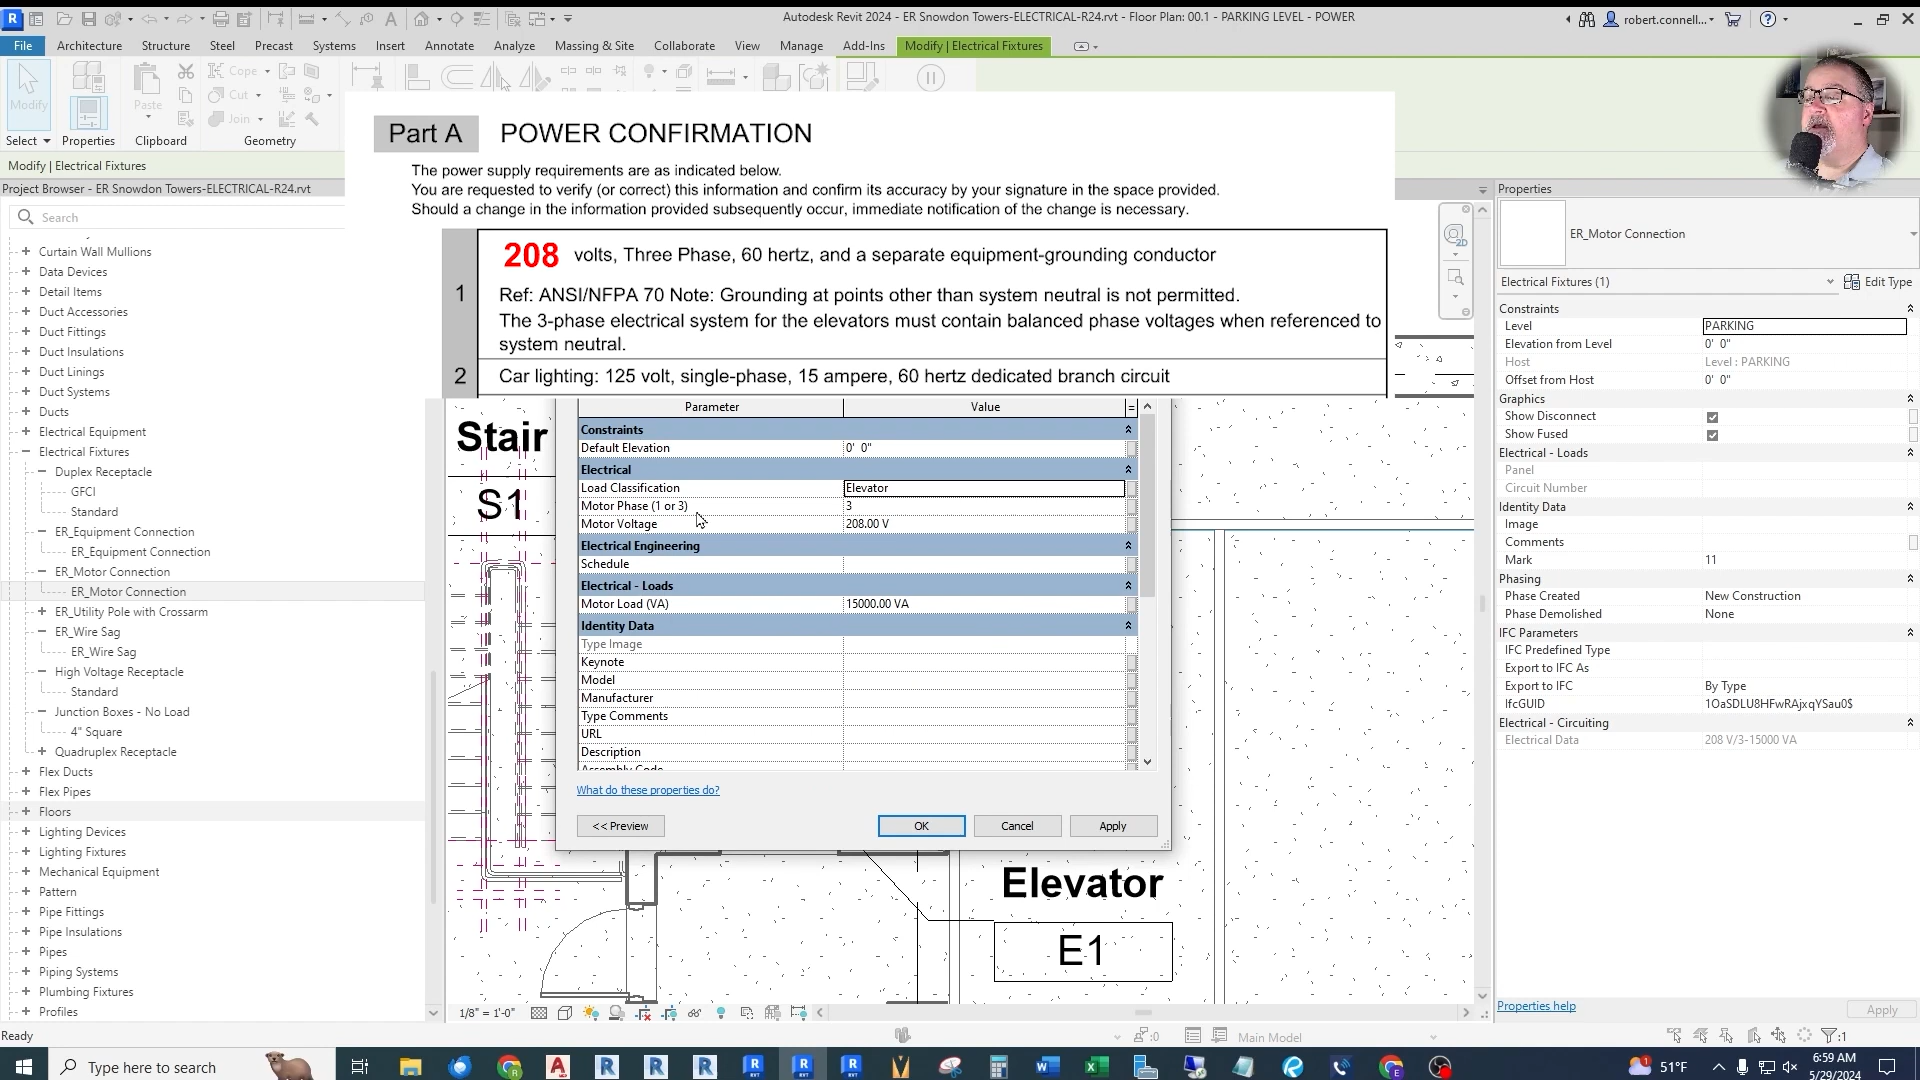 Autodesk Revit 2024 - ER Snowdon Towers-ELECTRICAL-R24.rvt - Floor Plan: 00.1 - PARKING LEVEL - POWER
robert.connell...
File Architecture Structure Steel Precast Systems Insert Annotate Analyze Massing & Site Collaborate View Manage Add-Ins Modify | Electrical Fixtures
Modify
Paste
Cope
Cut
Join
Select Properties Clipboard Geometry
Modify | Electrical Fixtures
Project Browser - ER Snowdon Towers-ELECTRICAL-R24.rvt
Search
Curtain Wall Mullions
Data Devices
Detail Items
Duct Accessories
Duct Fittings
Duct Insulations
Duct Linings
Duct Systems
Ducts
Electrical Equipment
Electrical Fixtures
Duplex Receptacle
GFCI
Standard
ER_Equipment Connection
ER_Equipment Connection
ER_Motor Connection
ER_Motor Connection
ER_Utility Pole with Crossarm
ER_Wire Sag
ER_Wire Sag
High Voltage Receptacle
Standard
Junction Boxes - No Load
4" Square
Quadruplex Receptacle
Flex Ducts
Flex Pipes
Floors
Lighting Devices
Lighting Fixtures
Mechanical Equipment
Pattern
Pipe Fittings
Pipe Insulations
Pipes
Piping Systems
Plumbing Fixtures
Profiles
Part A POWER CONFIRMATION
The power supply requirements are as indicated below.
You are requested to verify (or correct) this information and confirm its accuracy by your signature in the space provided.
Should a change in the information provided subsequently occur, immediate notification of the change is necessary.
1 208 volts, Three Phase, 60 hertz, and a separate equipment-grounding conductor
Ref: ANSI/NFPA 70 Note: Grounding at points other than system neutral is not permitted.
The 3-phase electrical system for the elevators must contain balanced phase voltages when referenced to
system neutral.
2 Car lighting: 125 volt, single-phase, 15 ampere, 60 hertz dedicated branch circuit
Stair
S1
Parameter Value =
Constraints
Default Elevation 0' 0"
Electrical
Load Classification Elevator
Motor Phase (1 or 3) 3
Motor Voltage 208.00 V
Electrical Engineering
Schedule
Electrical - Loads
Motor Load (VA) 15000.00 VA
Identity Data
Type Image
Keynote
Model
Manufacturer
Type Comments
URL
Description
Assembly Code
What do these properties do?
<< Preview OK Cancel Apply
Elevator
E1
Properties
ER_Motor Connection
Electrical Fixtures (1) Edit Type
Constraints
Level PARKING
Elevation from Level 0' 0"
Host Level : PARKING
Offset from Host 0' 0"
Graphics
Show Disconnect
Show Fused
Electrical - Loads
Panel
Circuit Number
Identity Data
Image
Comments
Mark 11
Phasing
Phase Created New Construction
Phase Demolished None
IFC Parameters
IFC Predefined Type
Export to IFC As
Export to IFC By Type
IfcGUID 1OaSDLU8HFwRAjxqYSau0$
Electrical - Circuiting
Electrical Data 208 V/3-15000 VA
Properties help Apply
1/8" = 1'-0"
Ready :0 Main Model :1
Type here to search
51°F
6:59 AM
5/29/2024